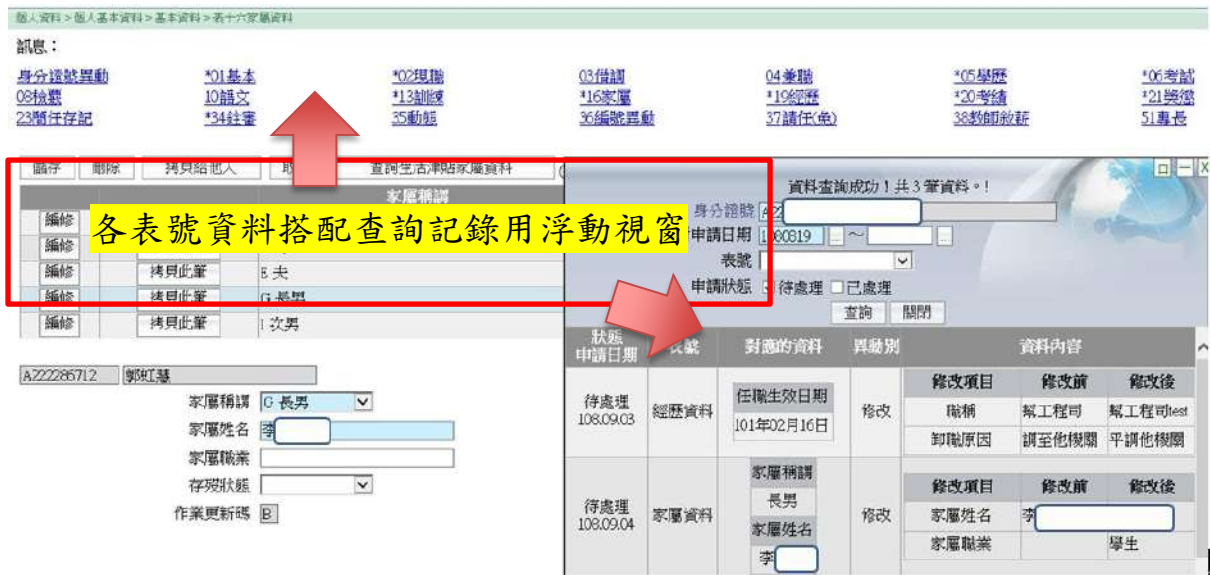 個人資料 > 個人基本資料 > 基本資料 > 表十六家屬資料
訊息：
身分證號異動 *01基本 *02現職 03借調 04兼職 *05學歷 *06考試
08檢覈 10語文 *13訓練 *16家屬 *19經歷 *20考績 *21獎懲
23簡任存記 *34銓審 35動態 36編號異動 37請任(免) 38教師敘薪 51專長
儲存 刪除 拷貝給他人 查詢生活津貼家屬資料
家屬稱謂
編修
各表號資料搭配查詢記錄用浮動視窗
編修
編修 拷貝此筆 E 夫
編修 拷貝此筆 G 長男
編修 拷貝此筆 I 次男
A222286712 郭虹慧
家屬稱謂 G 長男
家屬姓名 李
家屬職業
存歿狀態
作業更新碼 B
資料查詢成功！共3筆資料。!
身分證號 A22
申請日期 1080819 ～
表號
申請狀態 待處理 已處理
查詢 關閉
狀態
申請日期 表號 對應的資料 異動別 資料內容
待處理
108.09.03 經歷資料 任職生效日期
101年02月16日 修改
修改項目 修改前 修改後
職稱 幫工程司 幫工程司test
卸職原因 調至他機關 平調他機關
待處理
108.09.04 家屬資料 家屬稱謂
長男
家屬姓名
李
修改
修改項目 修改前 修改後
家屬姓名 李
家屬職業 學生